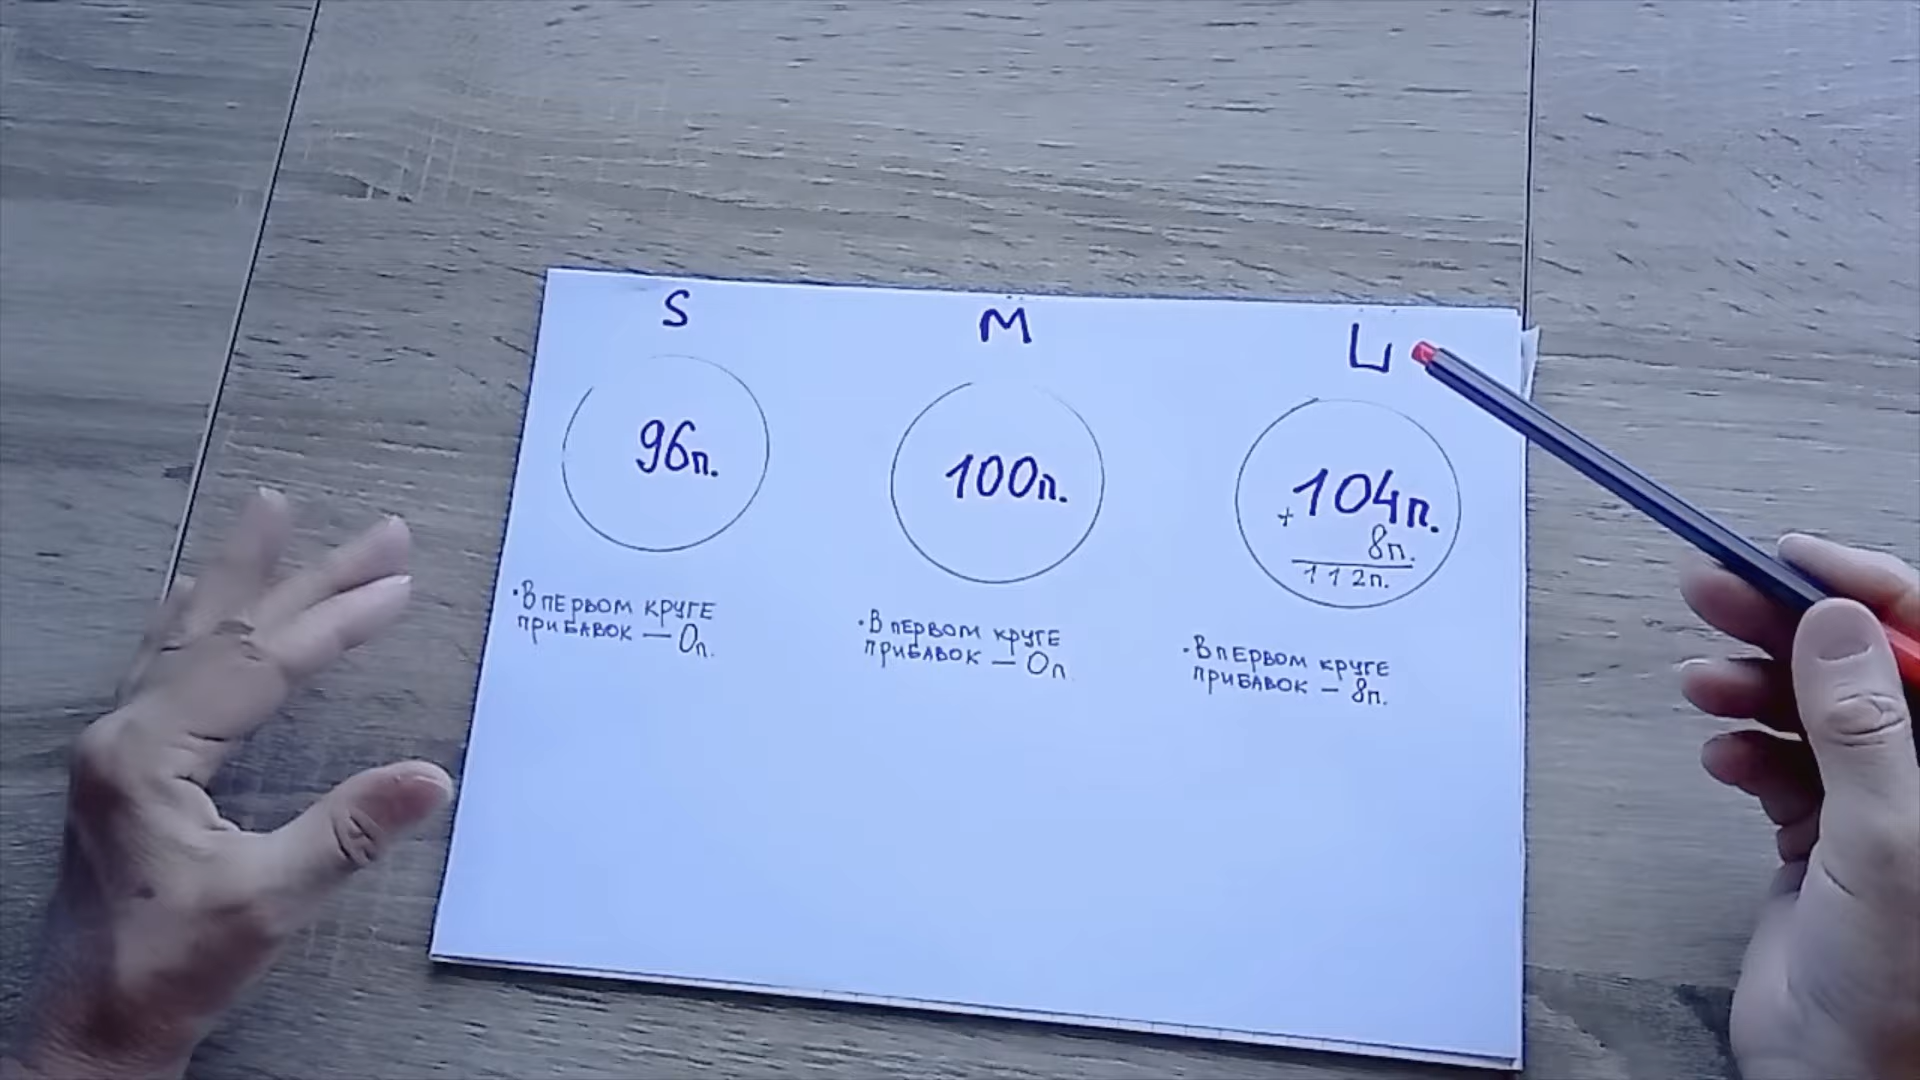 S
96п.
·В первом круге
прибавок — 0п.
M
100п.
·В первом круге
прибавок — 0п
L
+104п.
8п.
112п.
·В первом круге
прибавок — 8п.